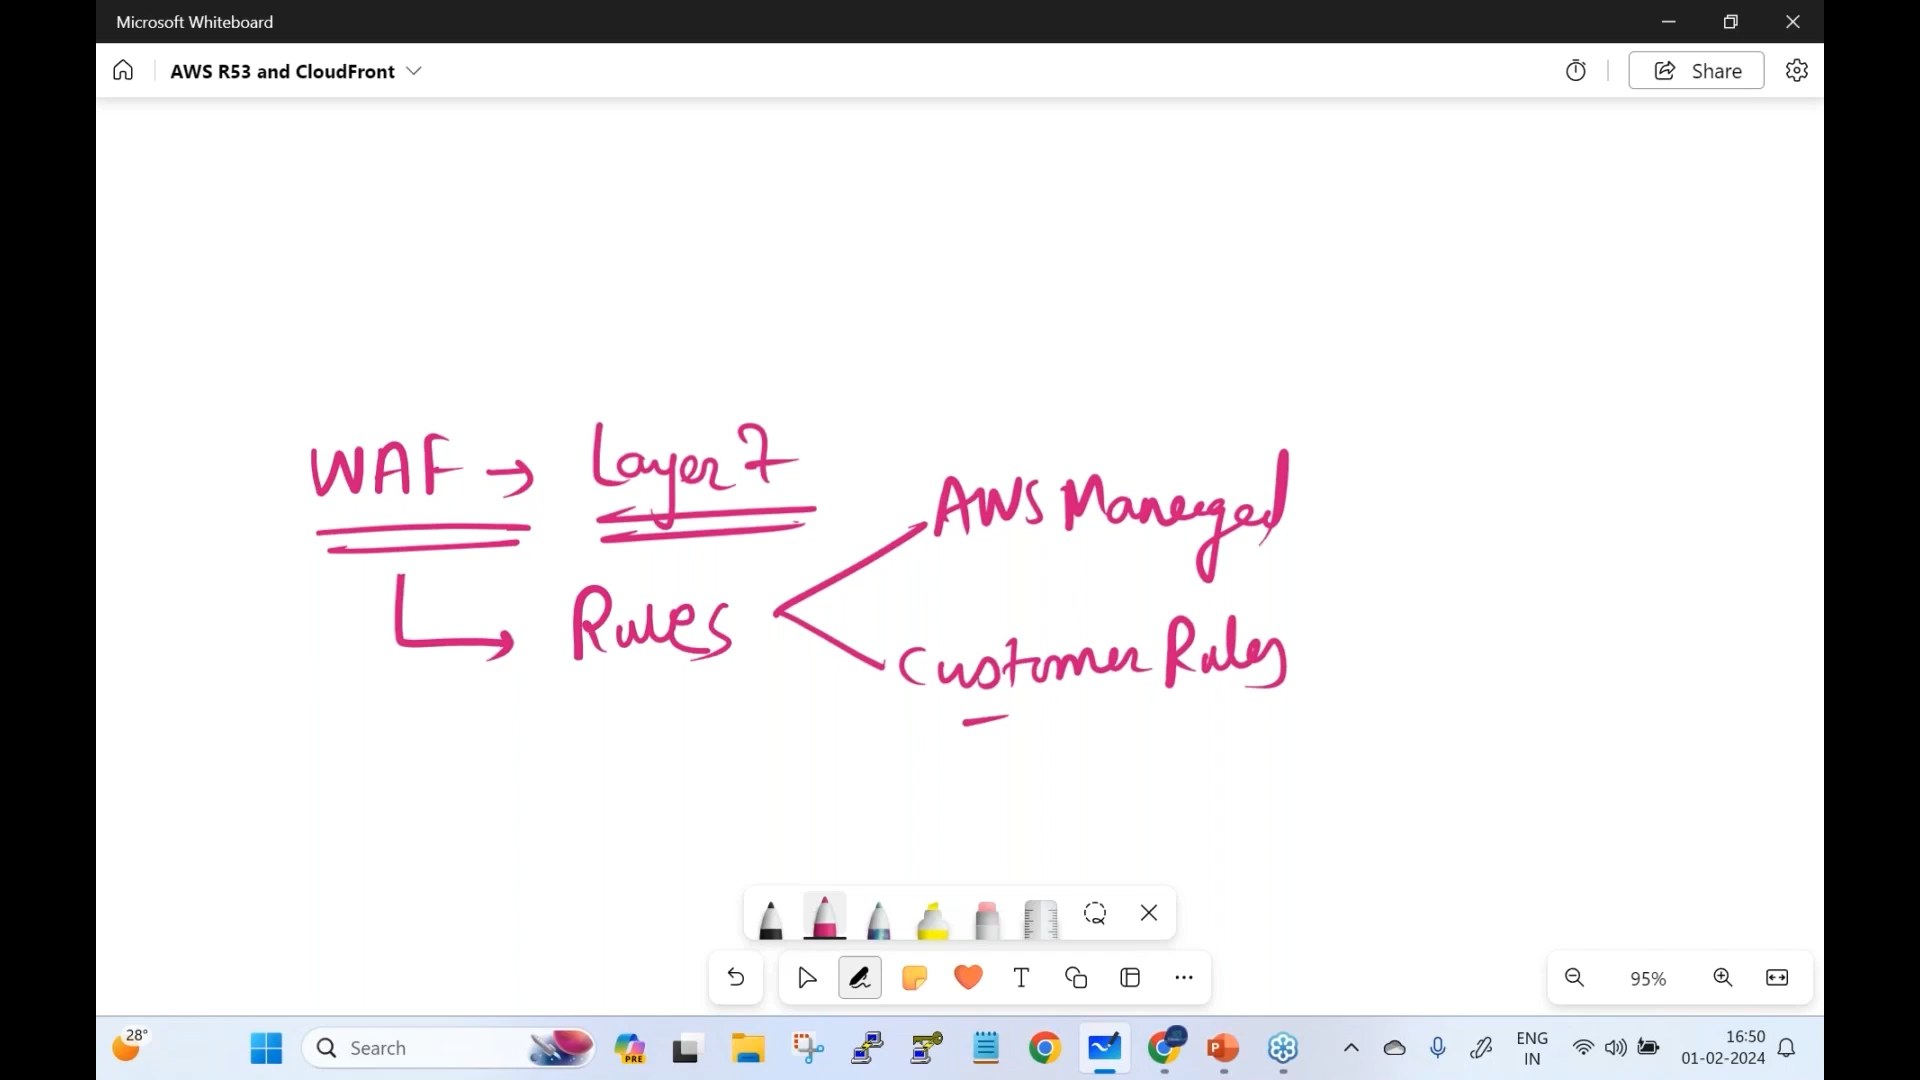 Microsoft Whiteboard
AWS R53 and CloudFront
Share
WAF → Layer 7
AWS Managed
Rules
Customer Rules
95%
28°
Search
PRE
ENG
IN
16:50
01-02-2024